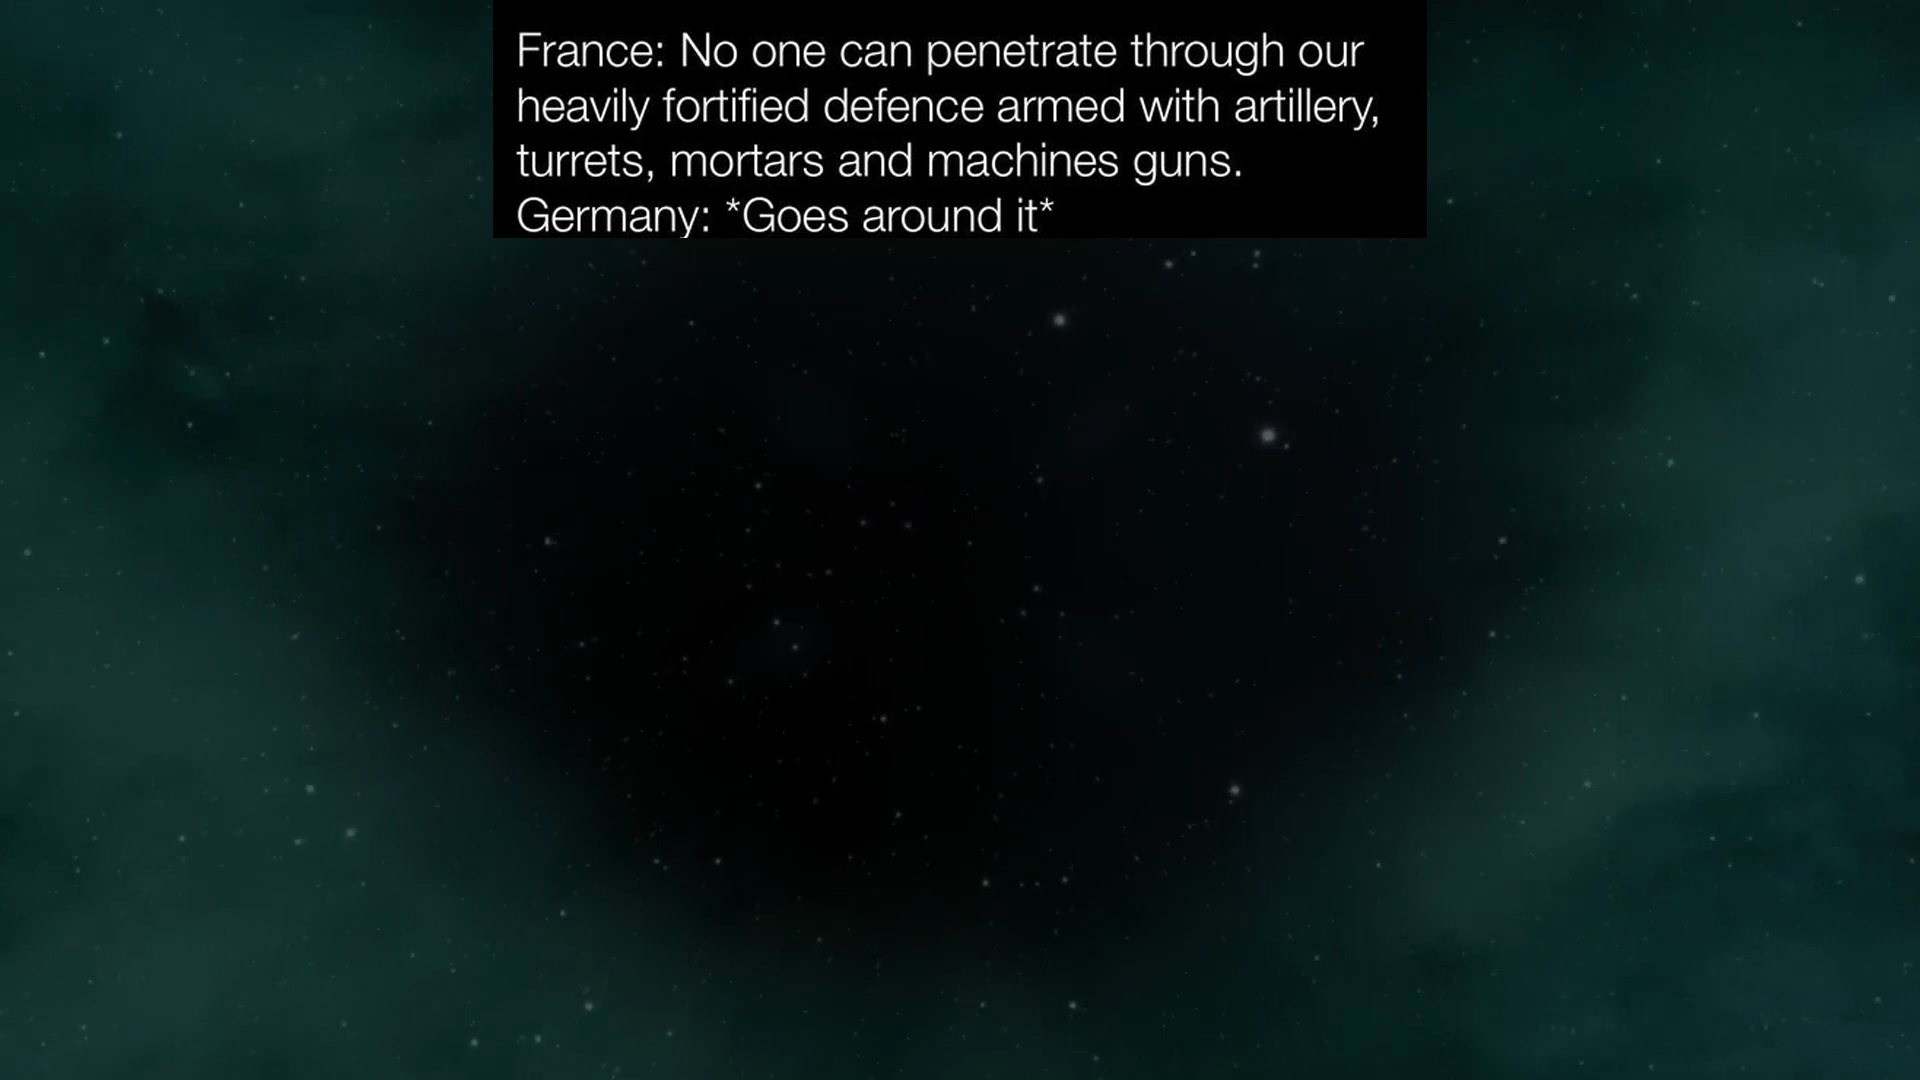 France: No one can penetrate through our
heavily fortified defence armed with artillery,
turrets, mortars and machines guns.
Germany: *Goes around it*